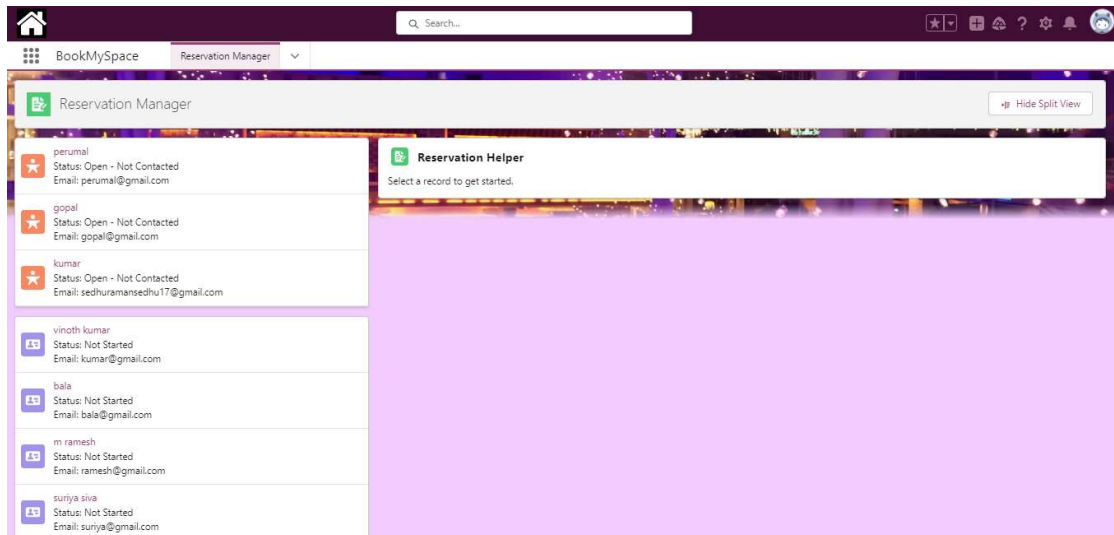 Search...
BookMySpace
Reservation Manager
Reservation Manager
Hide Split View
perumal
Status: Open - Not Contacted
Email: perumal@gmail.com
gopal
Status: Open - Not Contacted
Email: gopal@gmail.com
kumar
Status: Open - Not Contacted
Email: sedhuramansedhu17@gmail.com
vinoth kumar
Status: Not Started
Email: kumar@gmail.com
bala
Status: Not Started
Email: bala@gmail.com
m ramesh
Status: Not Started
Email: ramesh@gmail.com
suriya siva
Status: Not Started
Email: suriya@gmail.com
Reservation Helper
Select a record to get started.